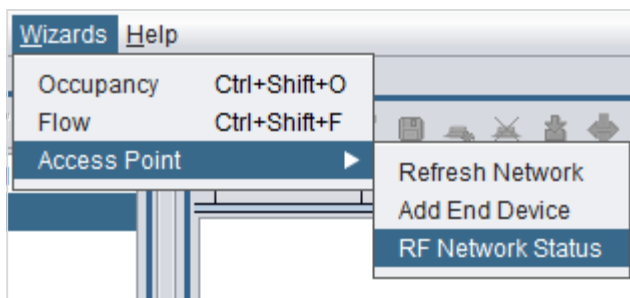 Wizards Help
Occupancy Ctrl+Shift+O
Flow Ctrl+Shift+F
Access Point
Refresh Network
Add End Device
RF Network Status